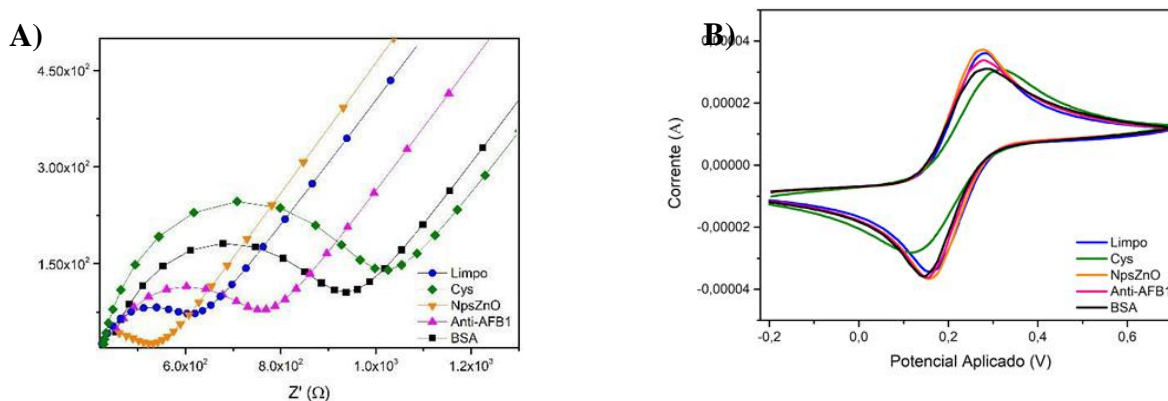 A)
4.50x10²
3.00x10²
1.50x10²
6.0x10²
8.0x10²
1.0x10³
1.2x10³
Z' (Ω)
Limpo
Cys
NpsZnO
Anti-AFB1
BSA
B)
0,00004
0,00002
0,00000
-0,00002
-0,00004
Corrente (A)
-0,2
0,0
0,2
0,4
0,6
Potencial Aplicado (V)
Limpo
Cys
NpsZnO
Anti-AFB1
BSA